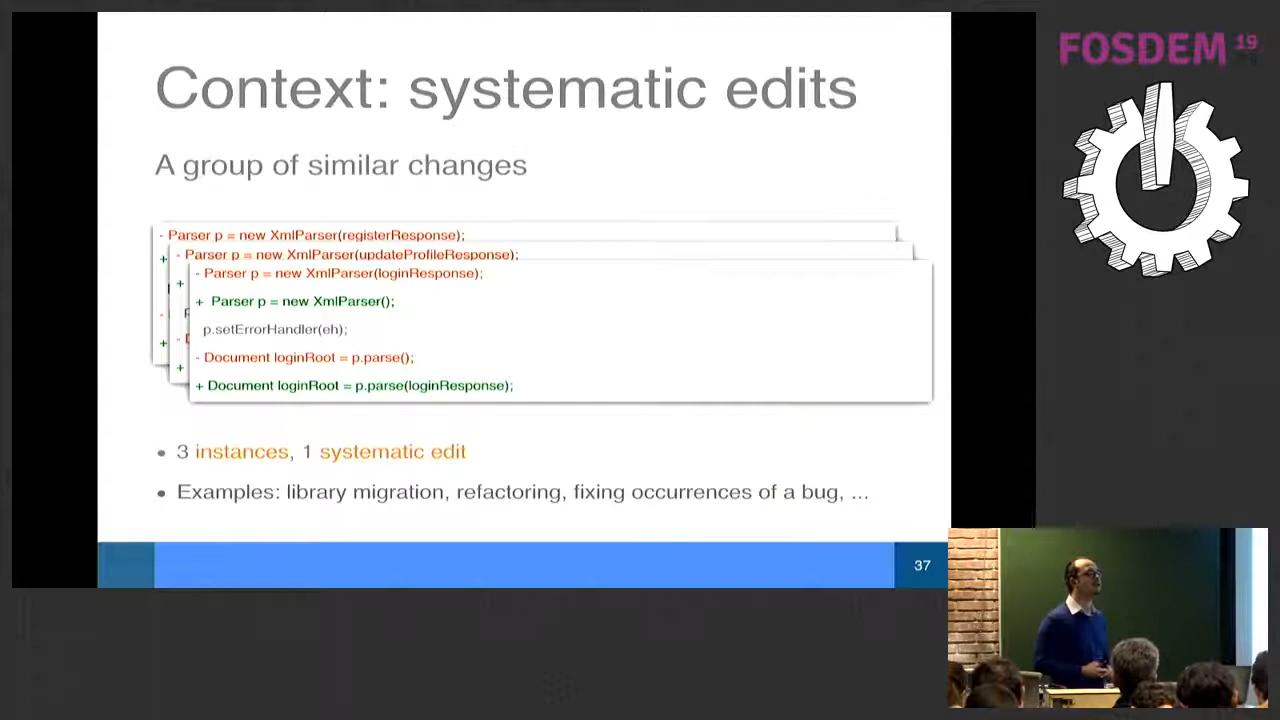 Context: systematic edits
FOSDEM 19
A group of similar changes
- Parser p = new XmlParser(registerResponse);
- Parser p = new XmlParser(updateProfileResponse);
- Parser p = new XmlParser(loginResponse);
+ Parser p = new XmlParser();
p.setErrorHandler(eh);
- Document loginRoot = p.parse();
+ Document loginRoot = p.parse(loginResponse);
• 3 instances, 1 systematic edit
• Examples: library migration, refactoring, fixing occurrences of a bug, ...
37